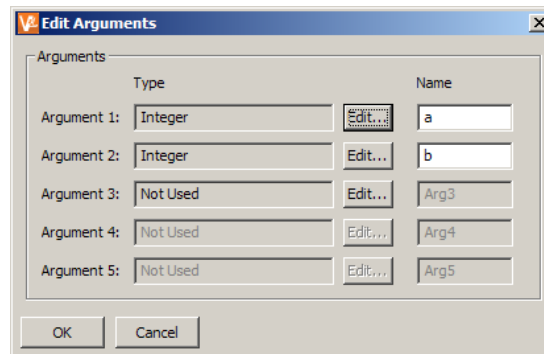 Edit Arguments
Arguments
Type Name
Argument 1: Integer Edit... a
Argument 2: Integer Edit... b
Argument 3: Not Used Edit... Arg3
Argument 4: Not Used Edit... Arg4
Argument 5: Not Used Edit... Arg5
OK Cancel